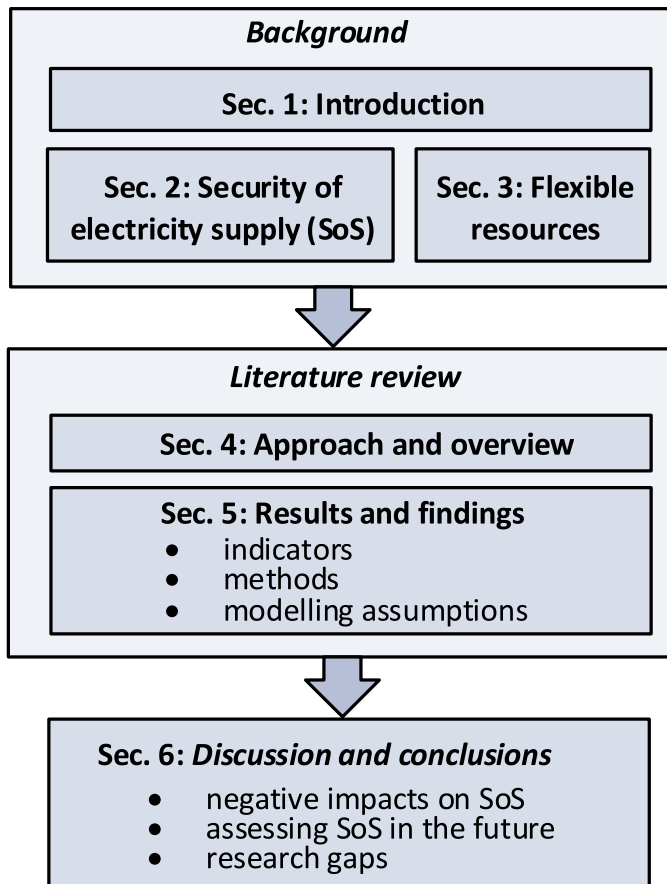 Background
Sec. 1: Introduction
Sec. 2: Security of
electricity supply (SoS)
Sec. 3: Flexible
resources
Literature review
Sec. 4: Approach and overview
Sec. 5: Results and findings
• indicators
• methods
• modelling assumptions
Sec. 6: Discussion and conclusions
• negative impacts on SoS
• assessing SoS in the future
• research gaps